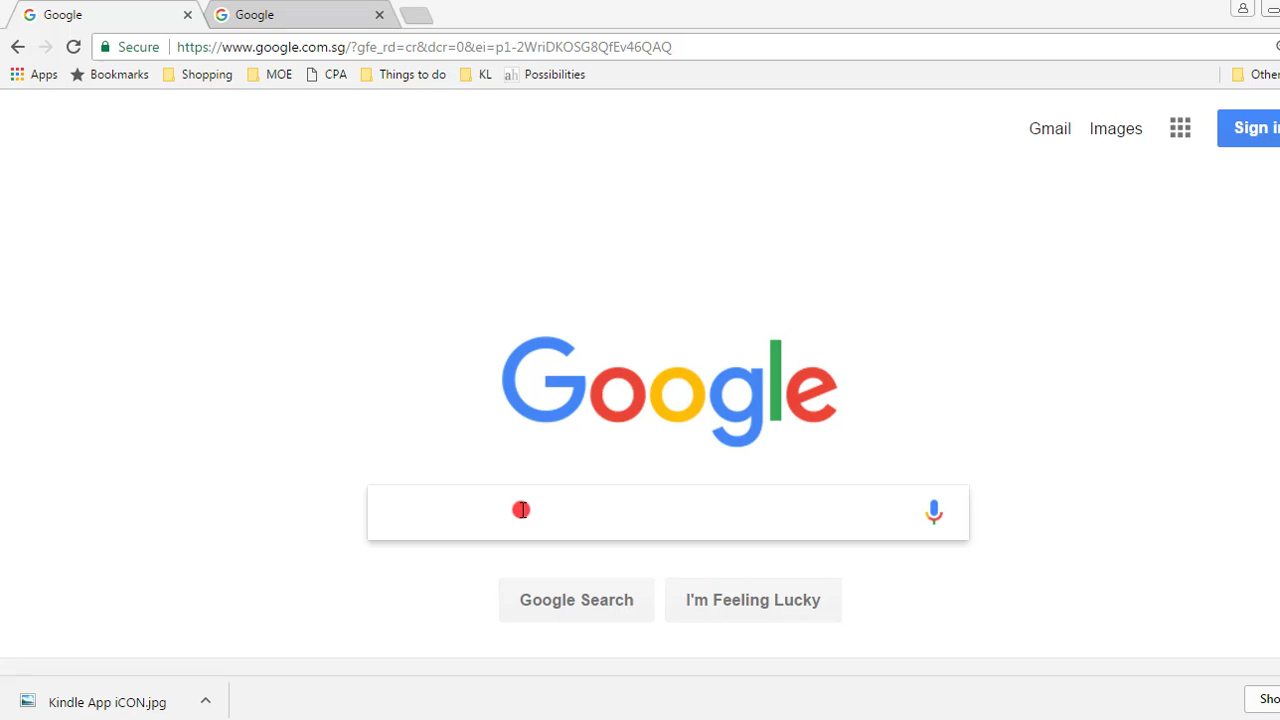 Google
Google
Secure
https://www.google.com.sg/?gfe_rd=cr&dcr=0&ei=p1-2WriDKOSG8QfEv46QAQ
Apps
Bookmarks
Shopping
MOE
CPA
Things to do
KL
ah
Possibilities
Other
Gmail
Images
Sign i
Google
Google Search
I'm Feeling Lucky
Kindle App iCON.jpg
Sho